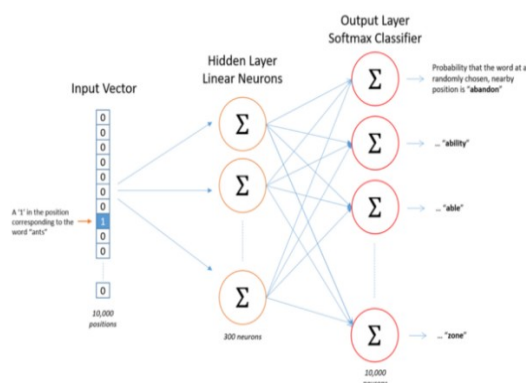 Output Layer
Softmax Classifier
Hidden Layer
Linear Neurons
Input Vector
0
0
0
0
0
0
0
1
0
0
0
A '1' in the position
corresponding to the
word "ants"
10,000
positions
Σ
Σ
Σ
300 neurons
Σ
Σ
Σ
Σ
10,000
Probability that the word at a
randomly chosen, nearby
position is "abandon"
... "ability"
... "able"
... "zone"